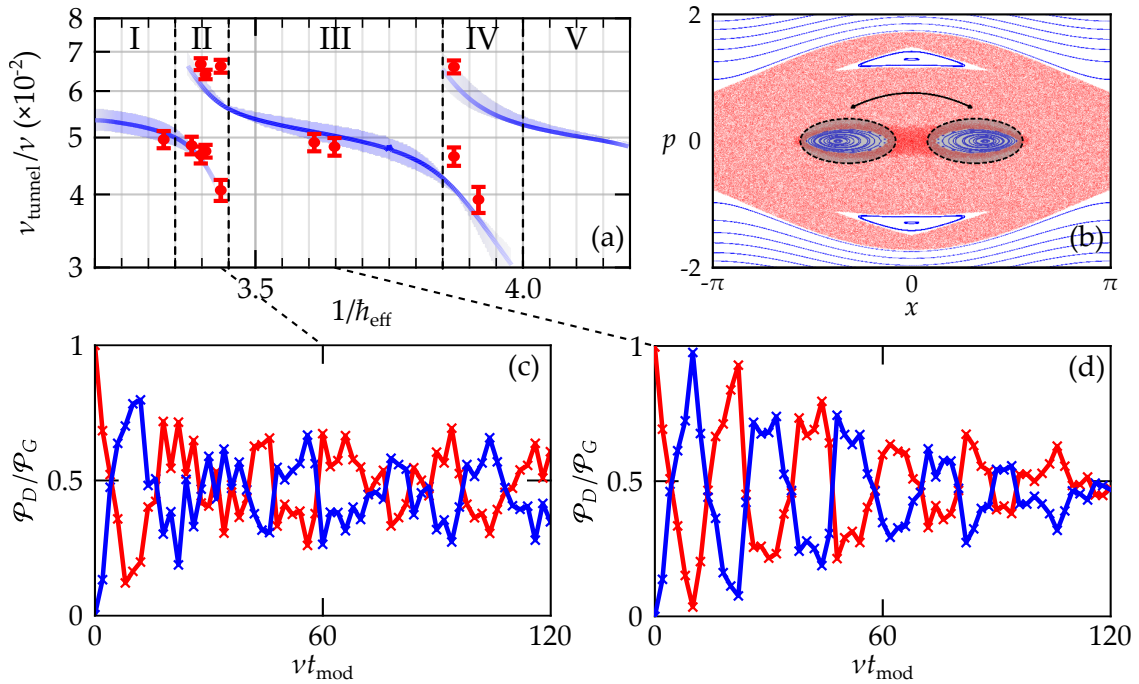 8
7
6
5
4
3
ν_tunnel/ν (×10⁻²)
I II III IV V
(a)
3.5 4.0
1/ℏ_eff
2
p 0
-2
(b)
-π 0 π
x
1
0.5
0
𝒫_D/𝒫_G
(c)
0 60 120
νt_mod
1
0.5
0
𝒫_D/𝒫_G
(d)
0 60 120
νt_mod